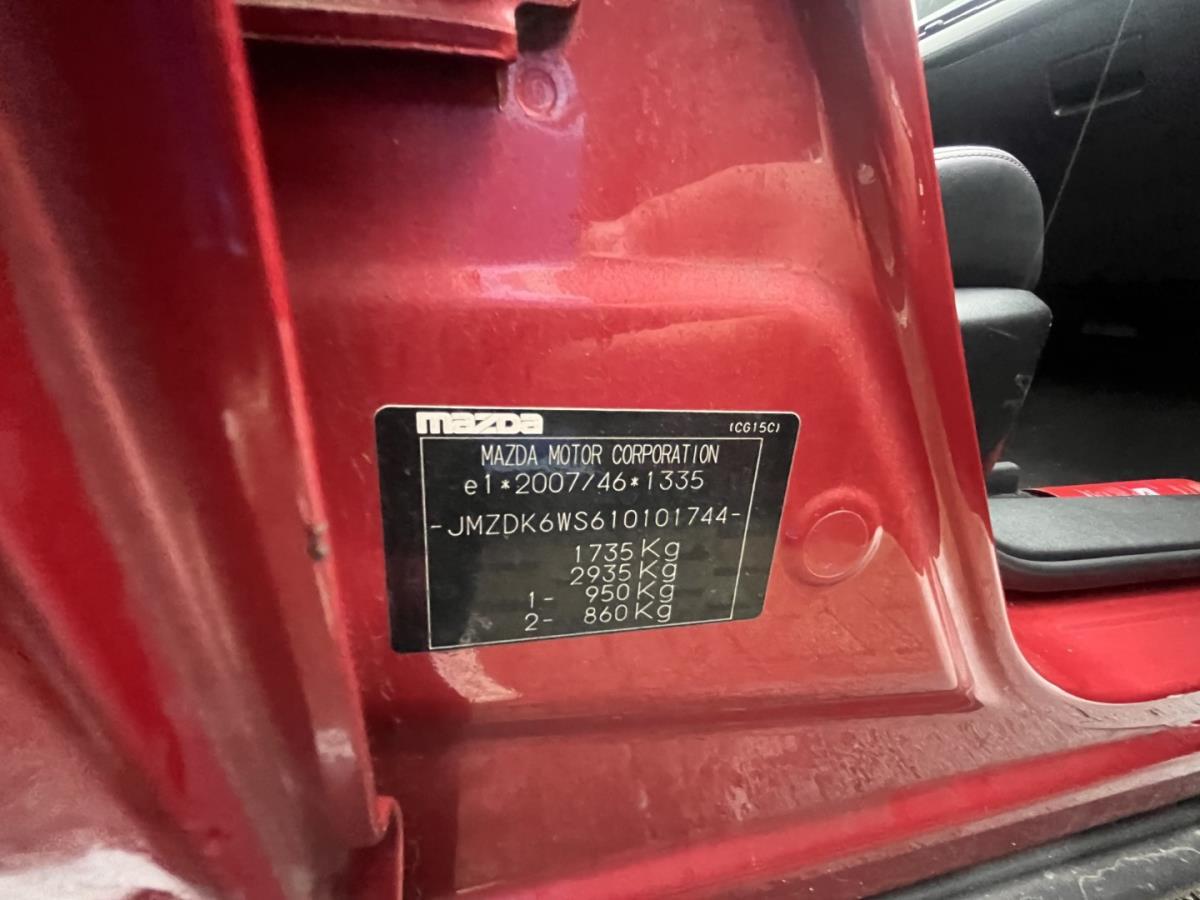 mazda
(CG15C)
MAZDA MOTOR CORPORATION
e1*2007/46*1335
-JMZDK6WS610101744-
1735Kg
2935Kg
1- 950Kg
2- 860Kg